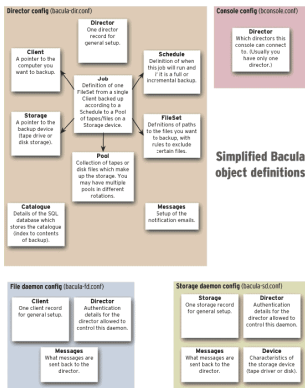 Director config (bacula-dir.conf)
Director
One director
record for
general setup.
Client
A pointer to the
computer you
want to backup.
Schedule
Definition of when
this job will run and
if it is a full or
incremental backup.
Job
Definition of one
FileSet from a single
Client backed up
according to a
Schedule to a Pool
of tapes/files on a
Storage device.
Storage
A pointer to the
backup device
(tape drive or
disk storage).
FileSet
Definitions of paths
to the files you want
to backup, with
rules to exclude
certain files.
Pool
Collection of tapes or
disk files which make
up the storage. You
may have multiple
pools in different
rotations.
Catalogue
Details of the SQL
database which
stores the catalogue
(index to contents
of backup).
Messages
Setup of the
notification emails.
Console config (bconsole.conf)
Director
Which directors this
console can connect
to. (Usually you
have only one
director.)
Simplified Bacula
object definitions
File daemon config (bacula-fd.conf)
Client
One client record
for general setup.
Director
Authentication
details for the
director allowed to
control this daemon.
Messages
What messages are
sent back to the
director.
Storage daemon config (bacula-sd.conf)
Storage
One storage record
for general setup.
Director
Authentication
details for the
director allowed to
control this daemon.
Messages
What messages are
sent back to the
director.
Device
Characteristics of
the storage device
(tape driver or disk).